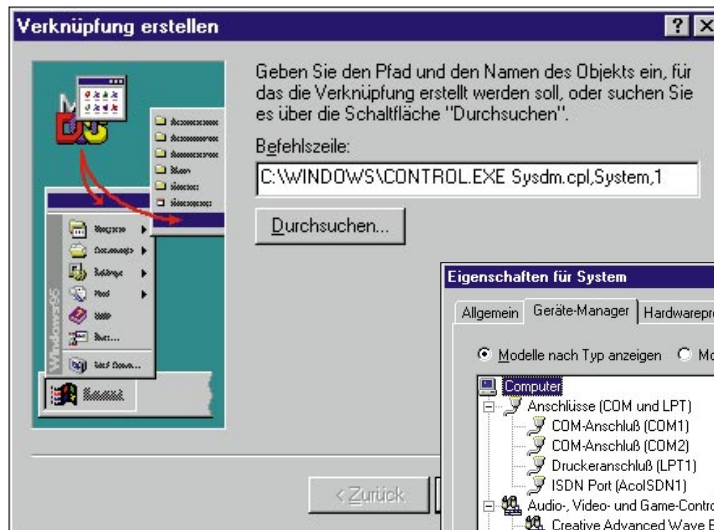 Verknüpfung erstellen
Geben Sie den Pfad und den Namen des Objekts ein, für
das die Verknüpfung erstellt werden soll, oder suchen Sie
es über die Schaltfläche "Durchsuchen".
Befehlszeile:
C:\WINDOWS\CONTROL.EXE Sysdm.cpl,System,1
Durchsuchen...
Windows95
< Zurück
Eigenschaften für System
Allgemein
Geräte-Manager
Hardwarepro
Modelle nach Typ anzeigen
Mo
Computer
Anschlüsse (COM und LPT)
COM-Anschluß (COM1)
COM-Anschluß (COM2)
Druckeranschluß (LPT1)
ISDN Port (AcolSDN1)
Audio-, Video- und Game-Contro
Creative Advanced Wave E